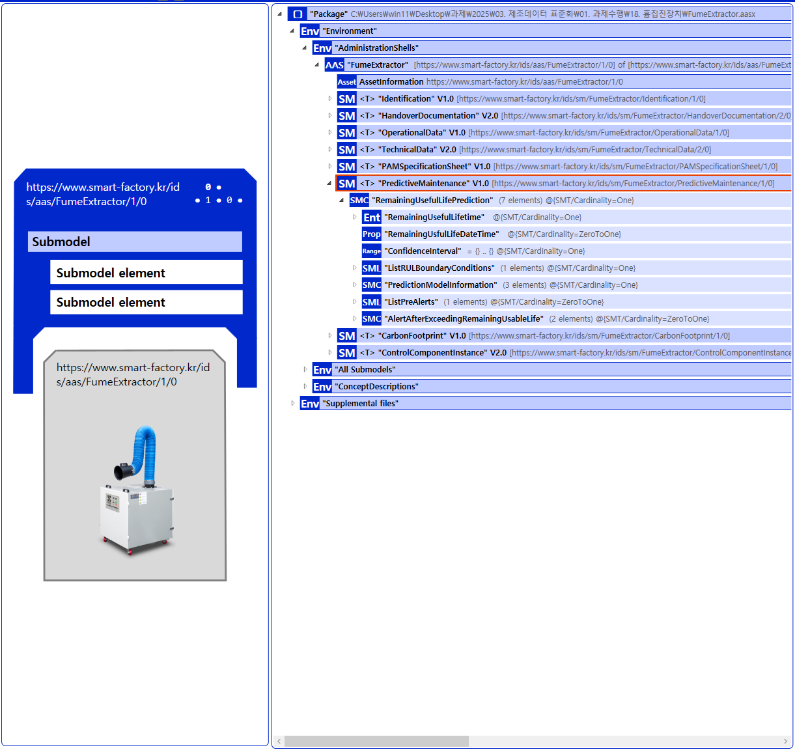 https://www.smart-factory.kr/id
s/aas/FumeExtractor/1/0
0
1 0
Submodel
Submodel element
Submodel element
https://www.smart-factory.kr/id
s/aas/FumeExtractor/1/0
"Package" C:\Users\win11\Desktop\과제\2025\03. 제조데이터 표준화\01. 과제수행\18. 흄집진장치\FumeExtractor.aasx
Env "Environment"
Env "AdministrationShells"
AAS "FumeExtractor" [https://www.smart-factory.kr/ids/aas/FumeExtractor/1/0] of [https://www.smart-factory.kr/ids/aas/FumeExt
Asset AssetInformation https://www.smart-factory.kr/ids/aas/FumeExtractor/1/0
SM <T> "Identification" V1.0 [https://www.smart-factory.kr/ids/sm/FumeExtractor/Identification/1/0]
SM <T> "HandoverDocumentation" V2.0 [https://www.smart-factory.kr/ids/sm/FumeExtractor/HandoverDocumentation/2/0
SM <T> "OperationalData" V1.0 [https://www.smart-factory.kr/ids/sm/FumeExtractor/OperationalData/1/0]
SM <T> "TechnicalData" V2.0 [https://www.smart-factory.kr/ids/sm/FumeExtractor/TechnicalData/2/0]
SM <T> "PAMSpecificationSheet" V1.0 [https://www.smart-factory.kr/ids/sm/FumeExtractor/PAMSpecificationSheet/1/0]
SM <T> "PredictiveMaintenance" V1.0 [https://www.smart-factory.kr/ids/sm/FumeExtractor/PredictiveMaintenance/1/0]
SMC "RemainingUsefulLifePrediction" (7 elements) @{SMT/Cardinality=One}
Ent "RemainingUsefulLifetime" @{SMT/Cardinality=One}
Prop "RemainingUsfulLifeDateTime" @{SMT/Cardinality=ZeroToOne}
Range "ConfidenceInterval" = {} .. {} @{SMT/Cardinality=One}
SML "ListRULBoundaryConditions" (1 elements) @{SMT/Cardinality=One}
SMC "PredictionModelInformation" (3 elements) @{SMT/Cardinality=One}
SML "ListPreAlerts" (1 elements) @{SMT/Cardinality=ZeroToOne}
SMC "AlertAfterExceedingRemainingUsableLife" (2 elements) @{SMT/Cardinality=ZeroToOne}
SM <T> "CarbonFootprint" V1.0 [https://www.smart-factory.kr/ids/sm/FumeExtractor/CarbonFootprint/1/0]
SM <T> "ControlComponentInstance" V2.0 [https://www.smart-factory.kr/ids/sm/FumeExtractor/ControlComponentInstance
Env "All Submodels"
Env "ConceptDescriptions"
Env "Supplemental files"